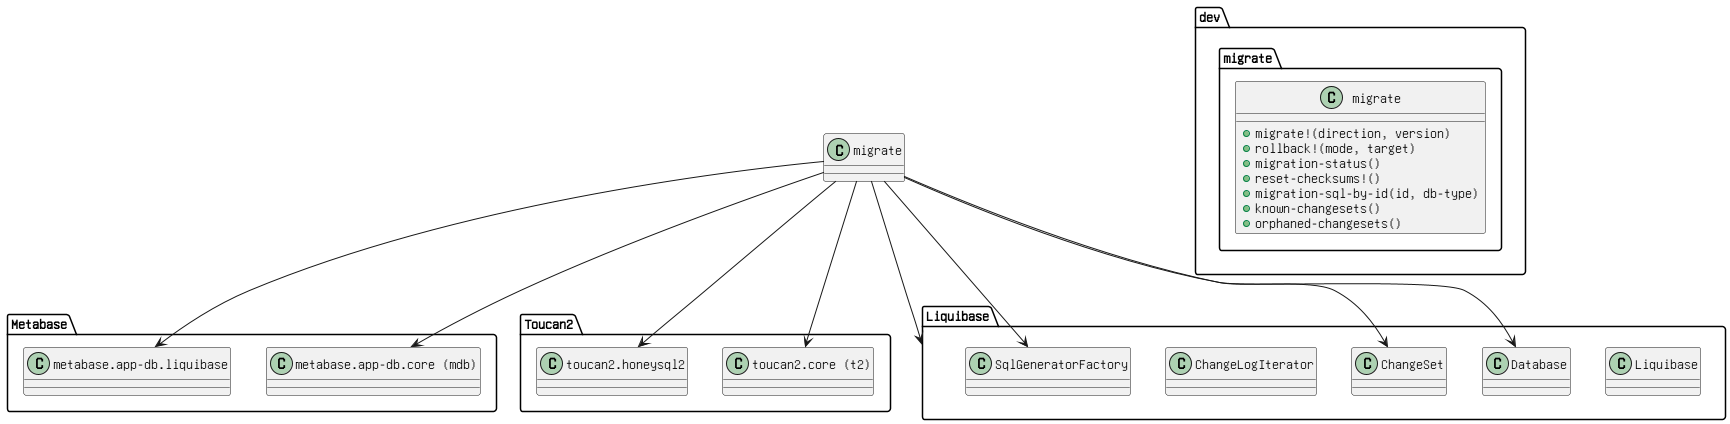 dev
migrate
C migrate
migrate!(direction, version)
rollback!(mode, target)
migration-status()
reset-checksums!()
migration-sql-by-id(id, db-type)
known-changesets()
orphaned-changesets()
C migrate
Metabase
C metabase.app-db.liquibase
C metabase.app-db.core (mdb)
Toucan2
C toucan2.honeysql2
C toucan2.core (t2)
Liquibase
C SqlGeneratorFactory
C ChangeLogIterator
C ChangeSet
C Database
C Liquibase